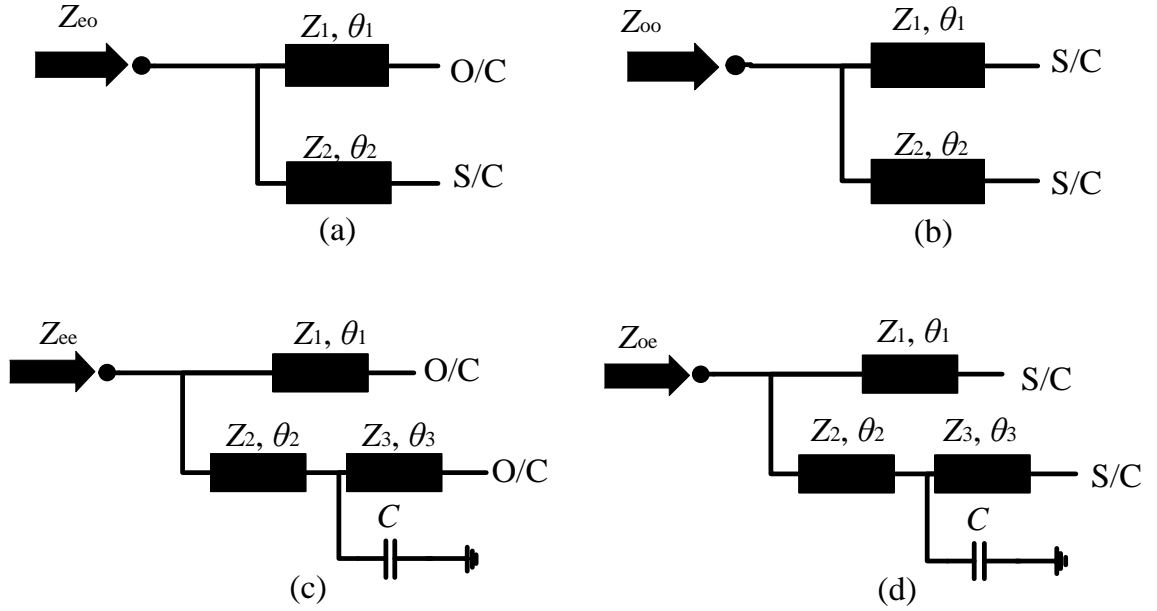 Zeo
Z1, θ1
O/C
Z2, θ2
S/C
(a)
Zoo
Z1, θ1
S/C
Z2, θ2
S/C
(b)
Zee
Z1, θ1
O/C
Z2, θ2
Z3, θ3
O/C
C
(c)
Zoe
Z1, θ1
S/C
Z2, θ2
Z3, θ3
S/C
C
(d)